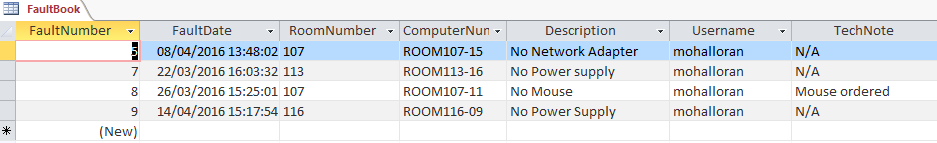 FaultBook
FaultNumber FaultDate RoomNumber ComputerNum Description Username TechNote
5 08/04/2016 13:48:02 107 ROOM107-15 No Network Adapter mohalloran N/A
7 22/03/2016 16:03:32 113 ROOM113-16 No Power supply mohalloran N/A
8 26/03/2016 15:25:01 107 ROOM107-11 No Mouse mohalloran Mouse ordered
9 14/04/2016 15:17:54 116 ROOM116-09 No Power Supply mohalloran N/A
* (New)